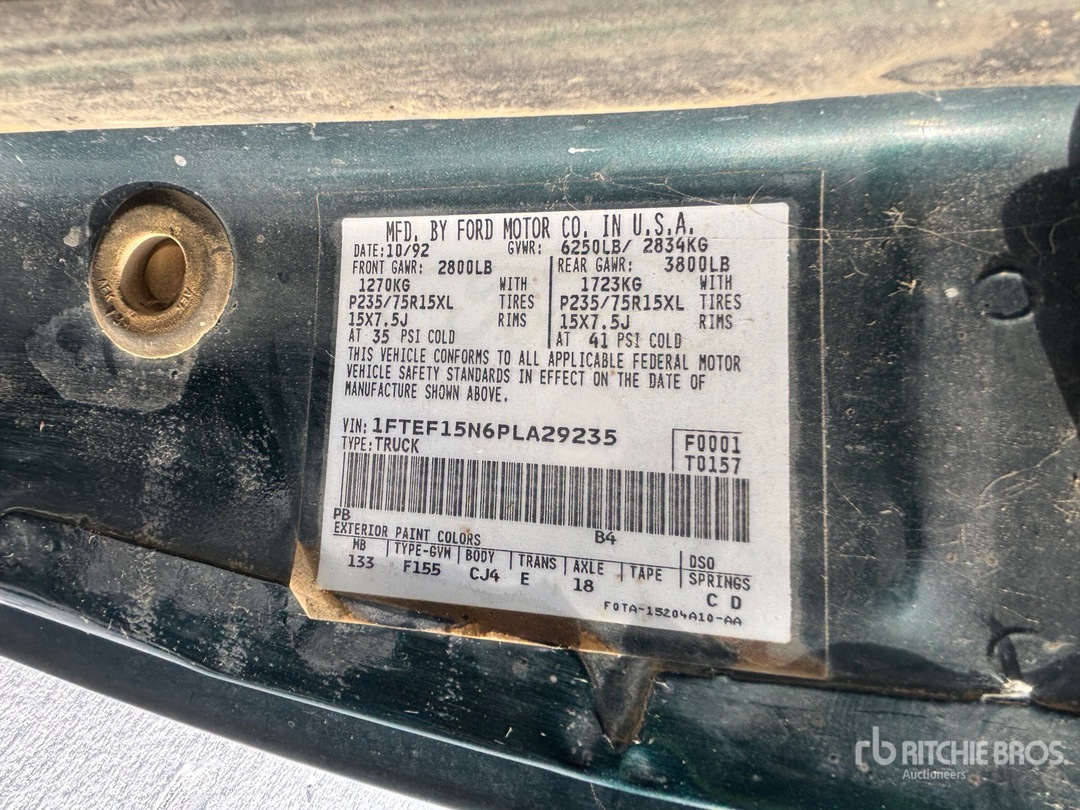 MFD. BY FORD MOTOR CO. IN U.S.A.
DATE: 10/92 GVWR: 6250LB/ 2834KG
FRONT GAWR: 2800LB REAR GAWR: 3800LB
1270KG WITH 1723KG WITH
P235/75R15XL TIRES P235/75R15XL TIRES
15X7.5J RIMS 15X7.5J RIMS
AT 35 PSI COLD AT 41 PSI COLD
THIS VEHICLE CONFORMS TO ALL APPLICABLE FEDERAL MOTOR
VEHICLE SAFETY STANDARDS IN EFFECT ON THE DATE OF
MANUFACTURE SHOWN ABOVE.
VIN: 1FTEF15N6PLA29235 F0001
TYPE: TRUCK T0157
PB B4
EXTERIOR PAINT COLORS DSO
WB TYPE-GVW BODY TRANS AXLE TAPE SPRINGS
133 F155 CJ4 E 18 C D
F0TA-15204A10-AA
rb RITCHIE BROS.
Auctioneers